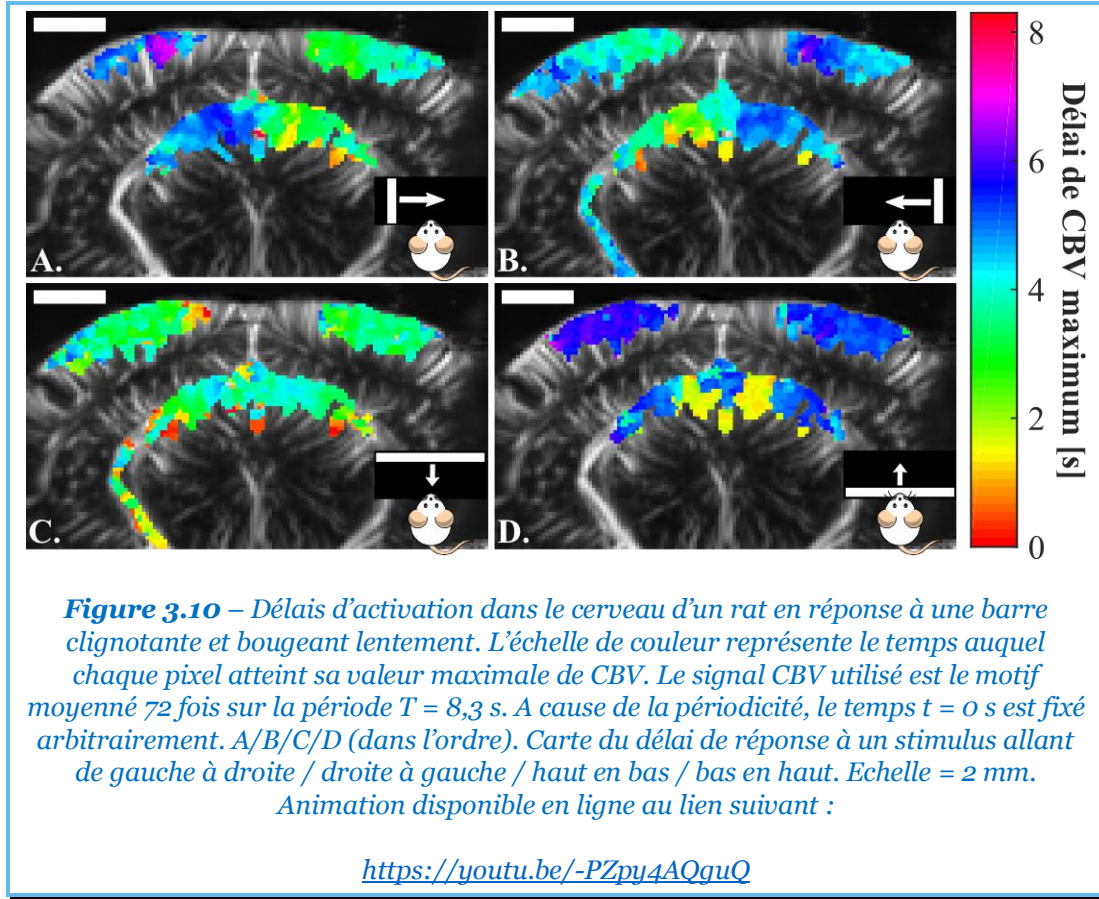 A.
B.
C.
D.
8
6
4
2
0
Délai de CBV maximum [s]
Figure 3.10 – Délais d'activation dans le cerveau d'un rat en réponse à une barre
clignotante et bougeant lentement. L'échelle de couleur représente le temps auquel
chaque pixel atteint sa valeur maximale de CBV. Le signal CBV utilisé est le motif
moyenné 72 fois sur la période T = 8,3 s. A cause de la périodicité, le temps t = 0 s est fixé
arbitrairement. A/B/C/D (dans l'ordre). Carte du délai de réponse à un stimulus allant
de gauche à droite / droite à gauche / haut en bas / bas en haut. Echelle = 2 mm.
Animation disponible en ligne au lien suivant :
https://youtu.be/-PZpy4AQguQ